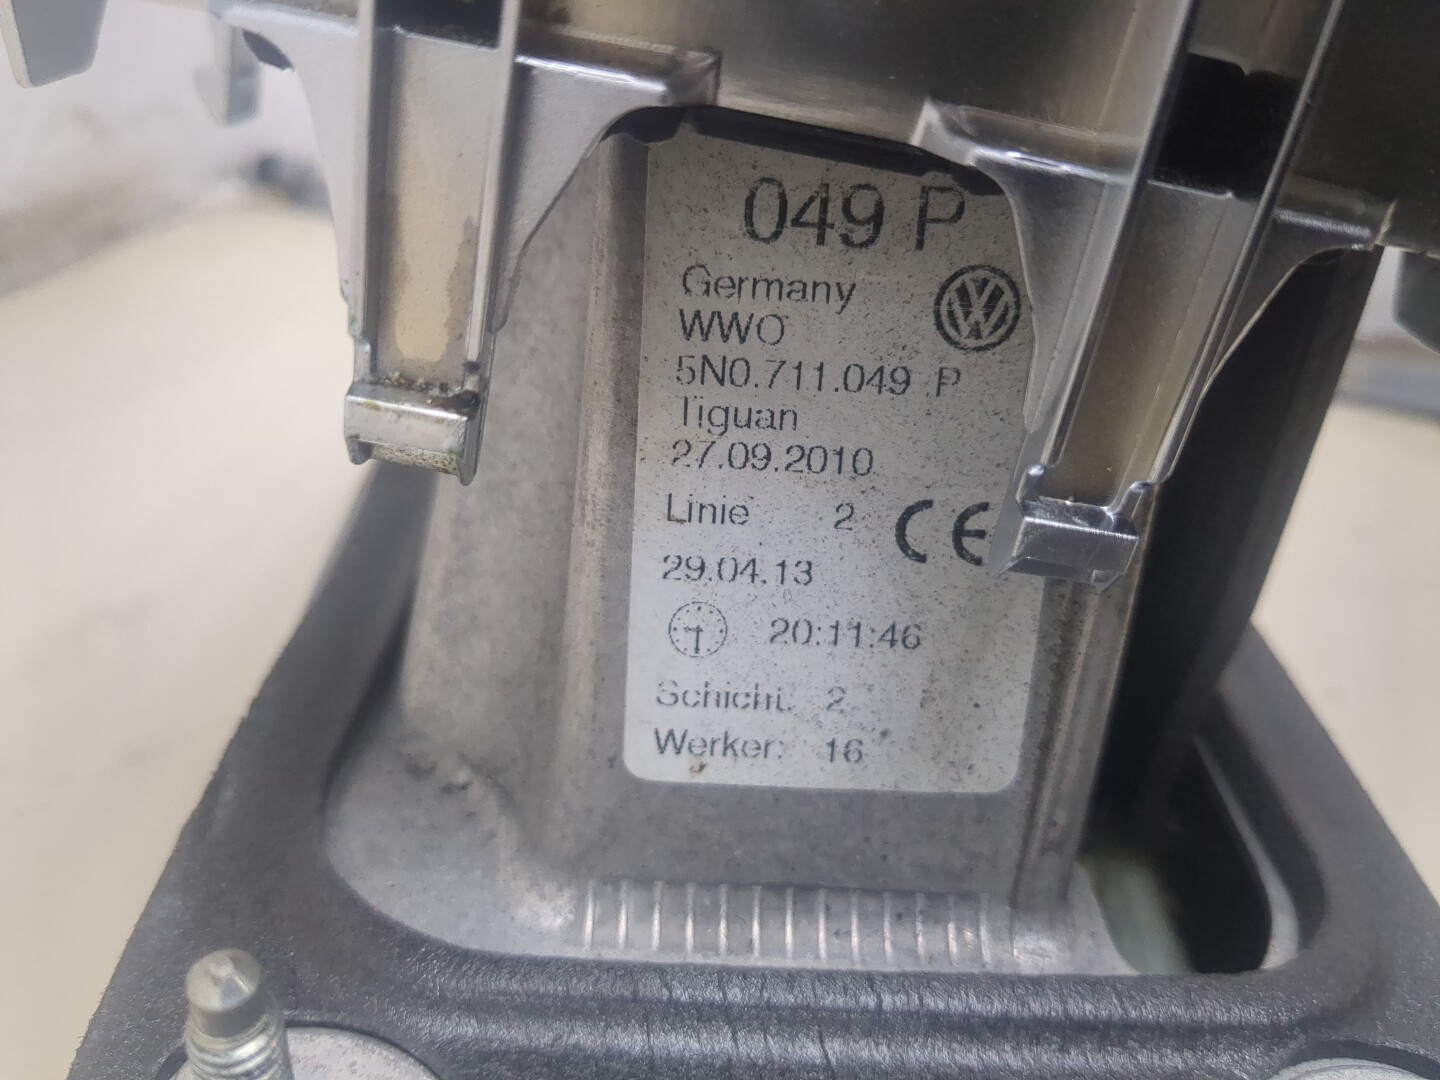 049 P
Germany
WWO
5N0.711.049 P
Tiguan
27.09.2010
Linie 2 CE
29.04.13
20:11:46
Schicht: 2
Werker: 16